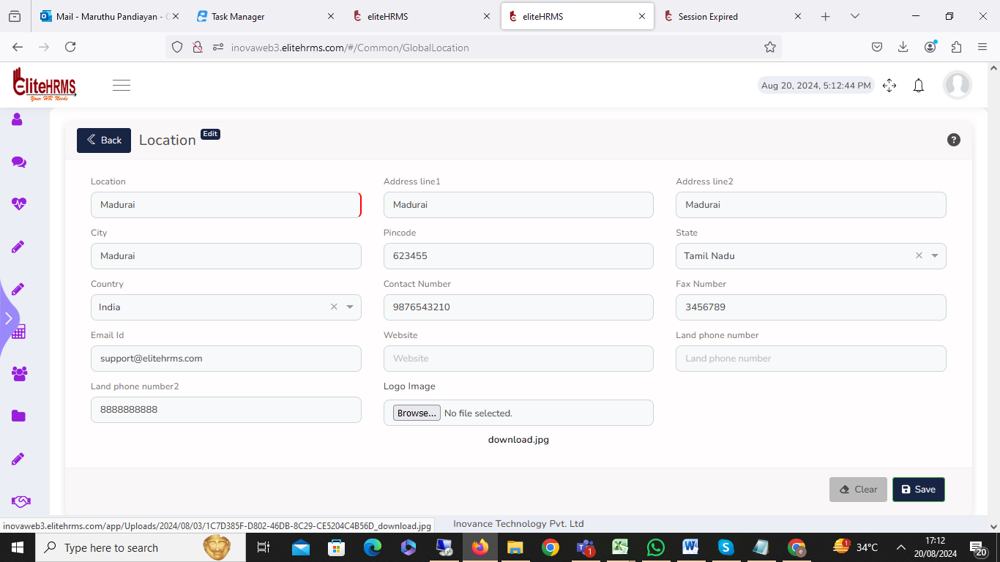 Mail - Maruthu Pandiayan - Task Manager eliteHRMS eliteHRMS Session Expired
inovaweb3.elitehrms.com/#/Common/GlobalLocation
EliteHRMS
Your HR Needs
Aug 20, 2024, 5:12:44 PM
Back Location Edit ?
Location Address line1 Address line2
Madurai Madurai Madurai
City Pincode State
Madurai 623455 Tamil Nadu
Country Contact Number Fax Number
India 9876543210 3456789
Email Id Website Land phone number
support@elitehrms.com Website Land phone number
Land phone number2 Logo Image
8888888888 Browse... No file selected.
download.jpg
Clear Save
inovaweb3.elitehrms.com/app/Uploads/2024/08/03/1C7D385F-D802-46DB-8C29-CE5204C4B56D_download.jpg Inovance Technology Pvt. Ltd
Type here to search 1 1 34°C 17:12
20/08/2024 20